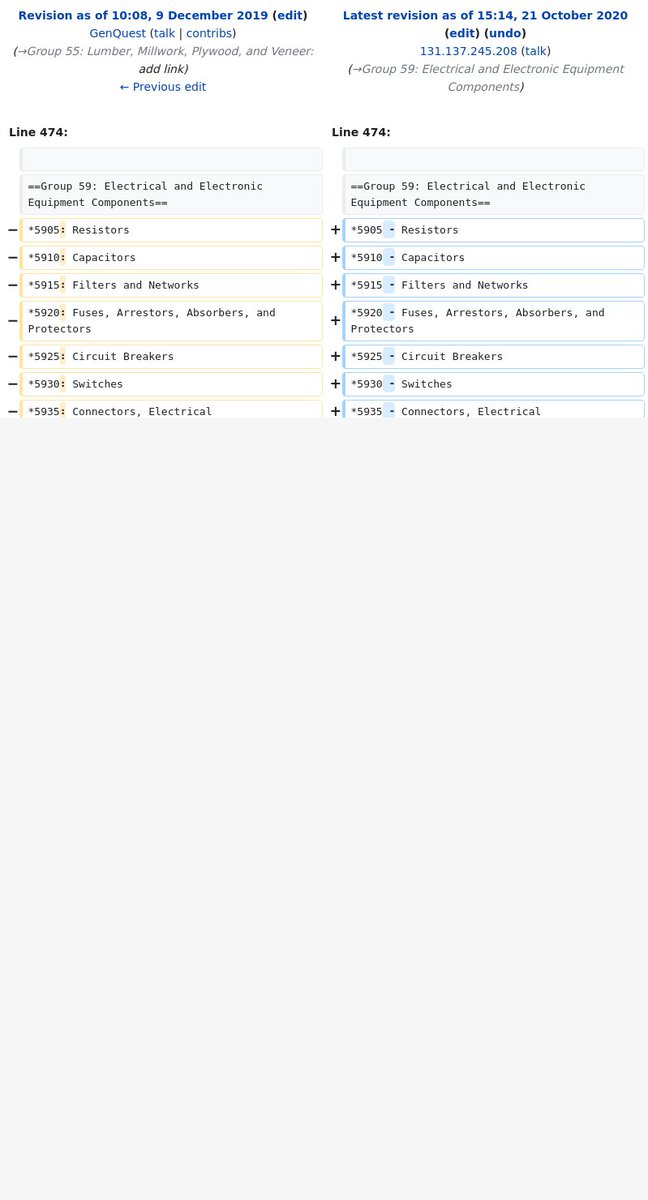 Revision as of 10:08, 9 December 2019 (edit)
GenQuest (talk | contribs)
(→Group 55: Lumber, Millwork, Plywood, and Veneer:
add link)
← Previous edit
Latest revision as of 15:14, 21 October 2020
(edit) (undo)
131.137.245.208 (talk)
(→Group 59: Electrical and Electronic Equipment
Components)
Line 474:
Line 474:
==Group 59: Electrical and Electronic
Equipment Components==
==Group 59: Electrical and Electronic
Equipment Components==
− *5905: Resistors
+ *5905 - Resistors
− *5910: Capacitors
+ *5910 - Capacitors
− *5915: Filters and Networks
+ *5915 - Filters and Networks
− *5920: Fuses, Arrestors, Absorbers, and
Protectors
+ *5920 - Fuses, Arrestors, Absorbers, and
Protectors
− *5925: Circuit Breakers
+ *5925 - Circuit Breakers
− *5930: Switches
+ *5930 - Switches
− *5935: Connectors, Electrical
+ *5935 - Connectors, Electrical